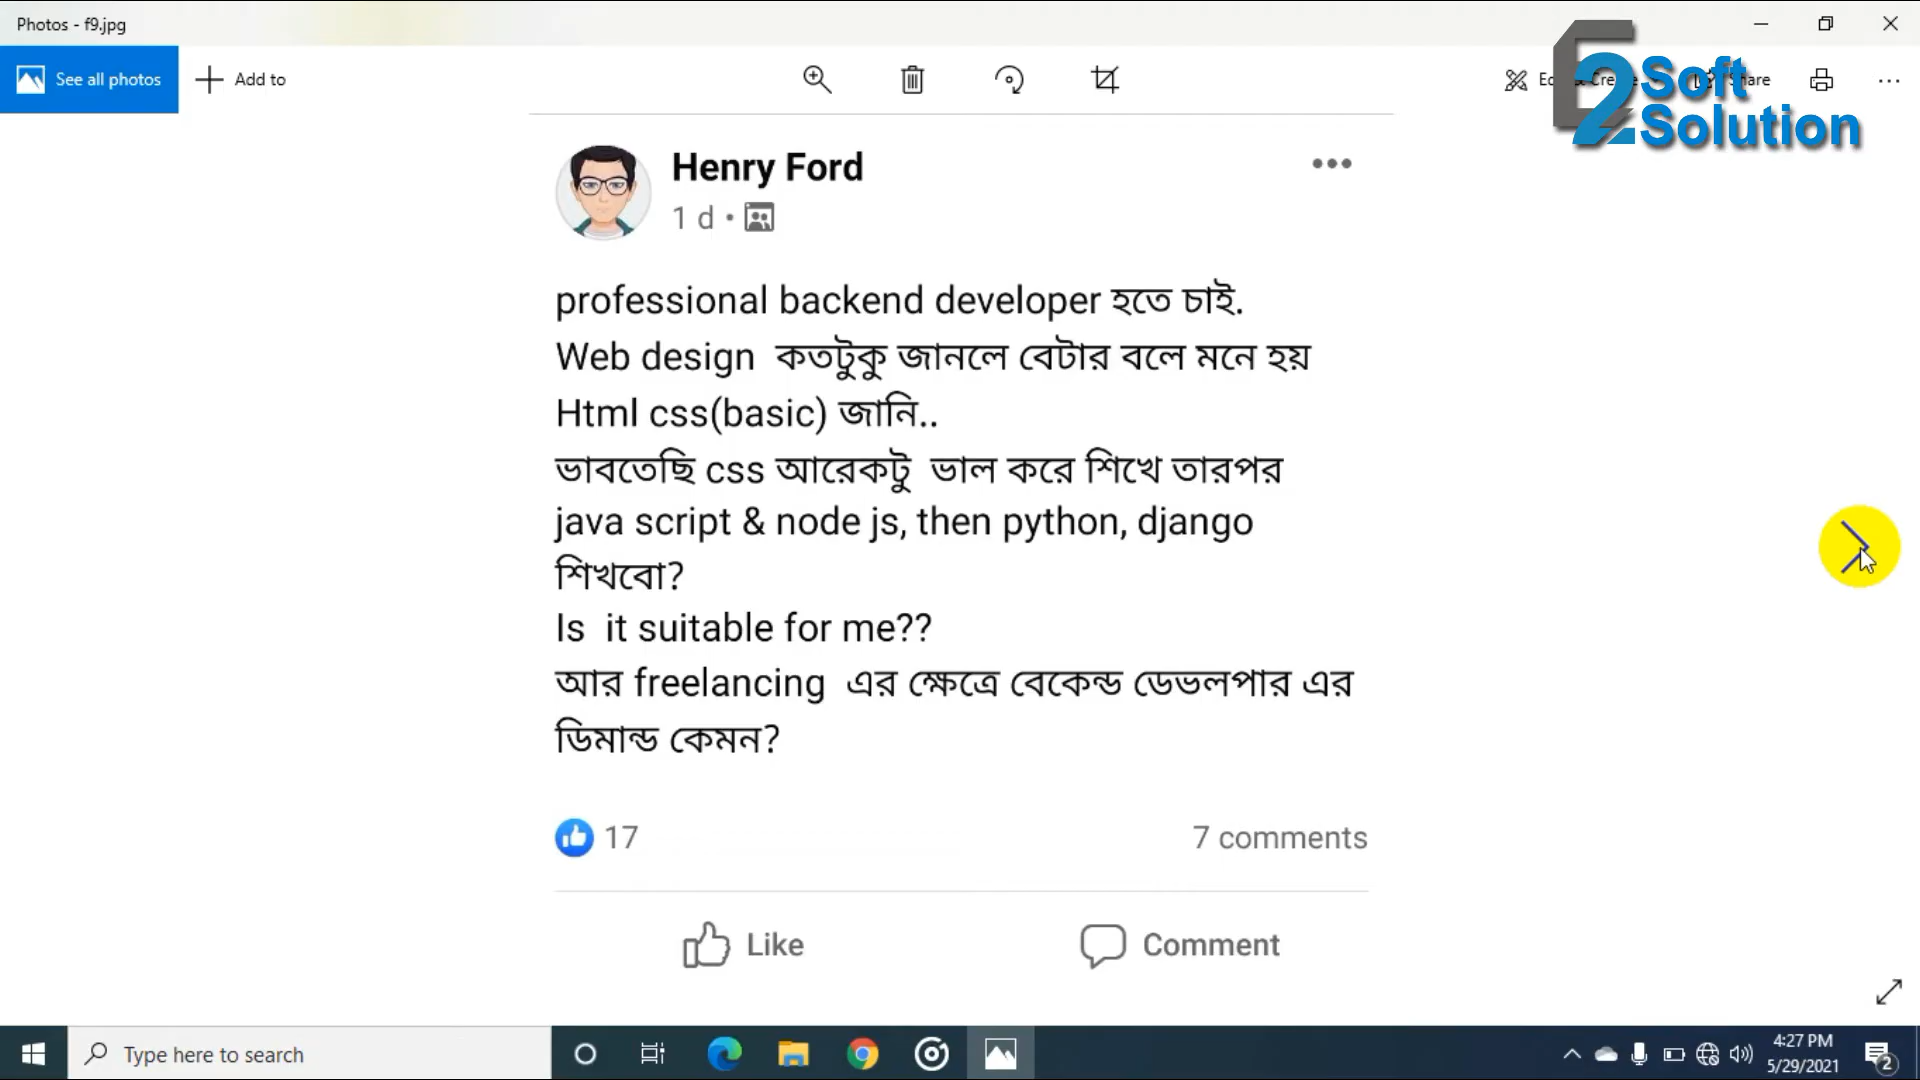 Photos - f9.jpg
See all photos
Add to
Share
Soft
2 Solution
Henry Ford
1 d
professional backend developer হতে চাই.
Web design কতটুকু জানলে বেটার বলে মনে হয়
Html css(basic) জানি..
ভাবতেছি css আরেকটু ভাল করে শিখে তারপর
java script & node js, then python, django
শিখবো?
Is it suitable for me??
আর freelancing এর ক্ষেত্রে বেকেন্ড ডেভলপার এর
ডিমান্ড কেমন?
17
7 comments
Like
Comment
Type here to search
4:27 PM
5/29/2021
2